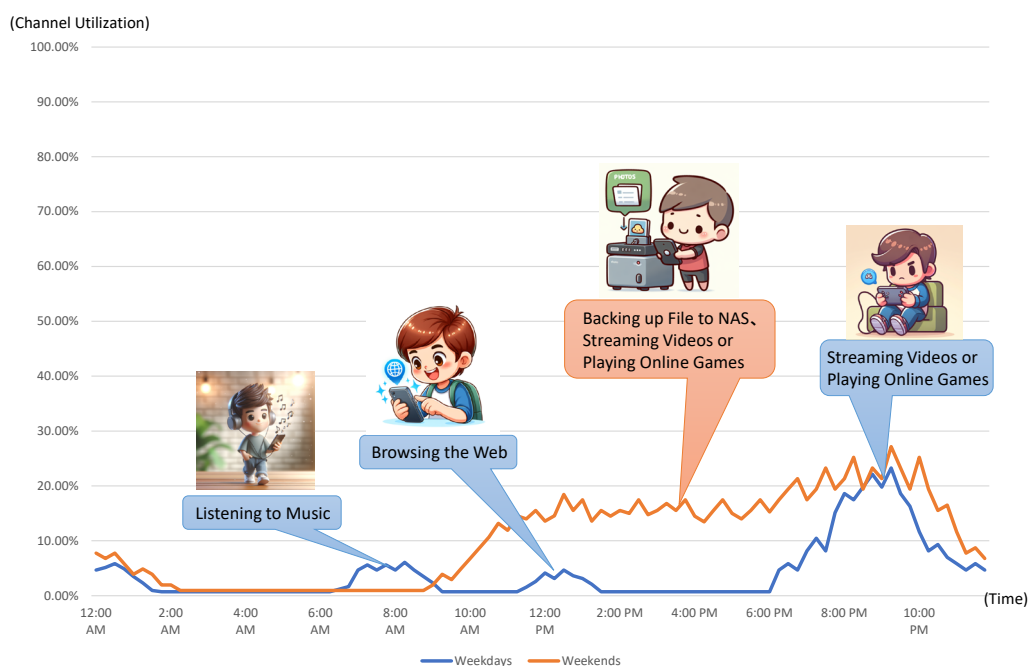 (Channel Utilization)
100.00%
90.00%
80.00%
70.00%
60.00%
50.00%
40.00%
30.00%
20.00%
10.00%
0.00%
PHOTOS
Backing up File to NAS、
Streaming Videos or
Playing Online Games
Streaming Videos or
Playing Online Games
Browsing the Web
Listening to Music
12:00
AM
2:00
AM
4:00
AM
6:00
AM
8:00
AM
10:00
AM
12:00
PM
2:00 PM
4:00 PM
6:00 PM
8:00 PM
10:00
PM
(Time)
Weekdays
Weekends